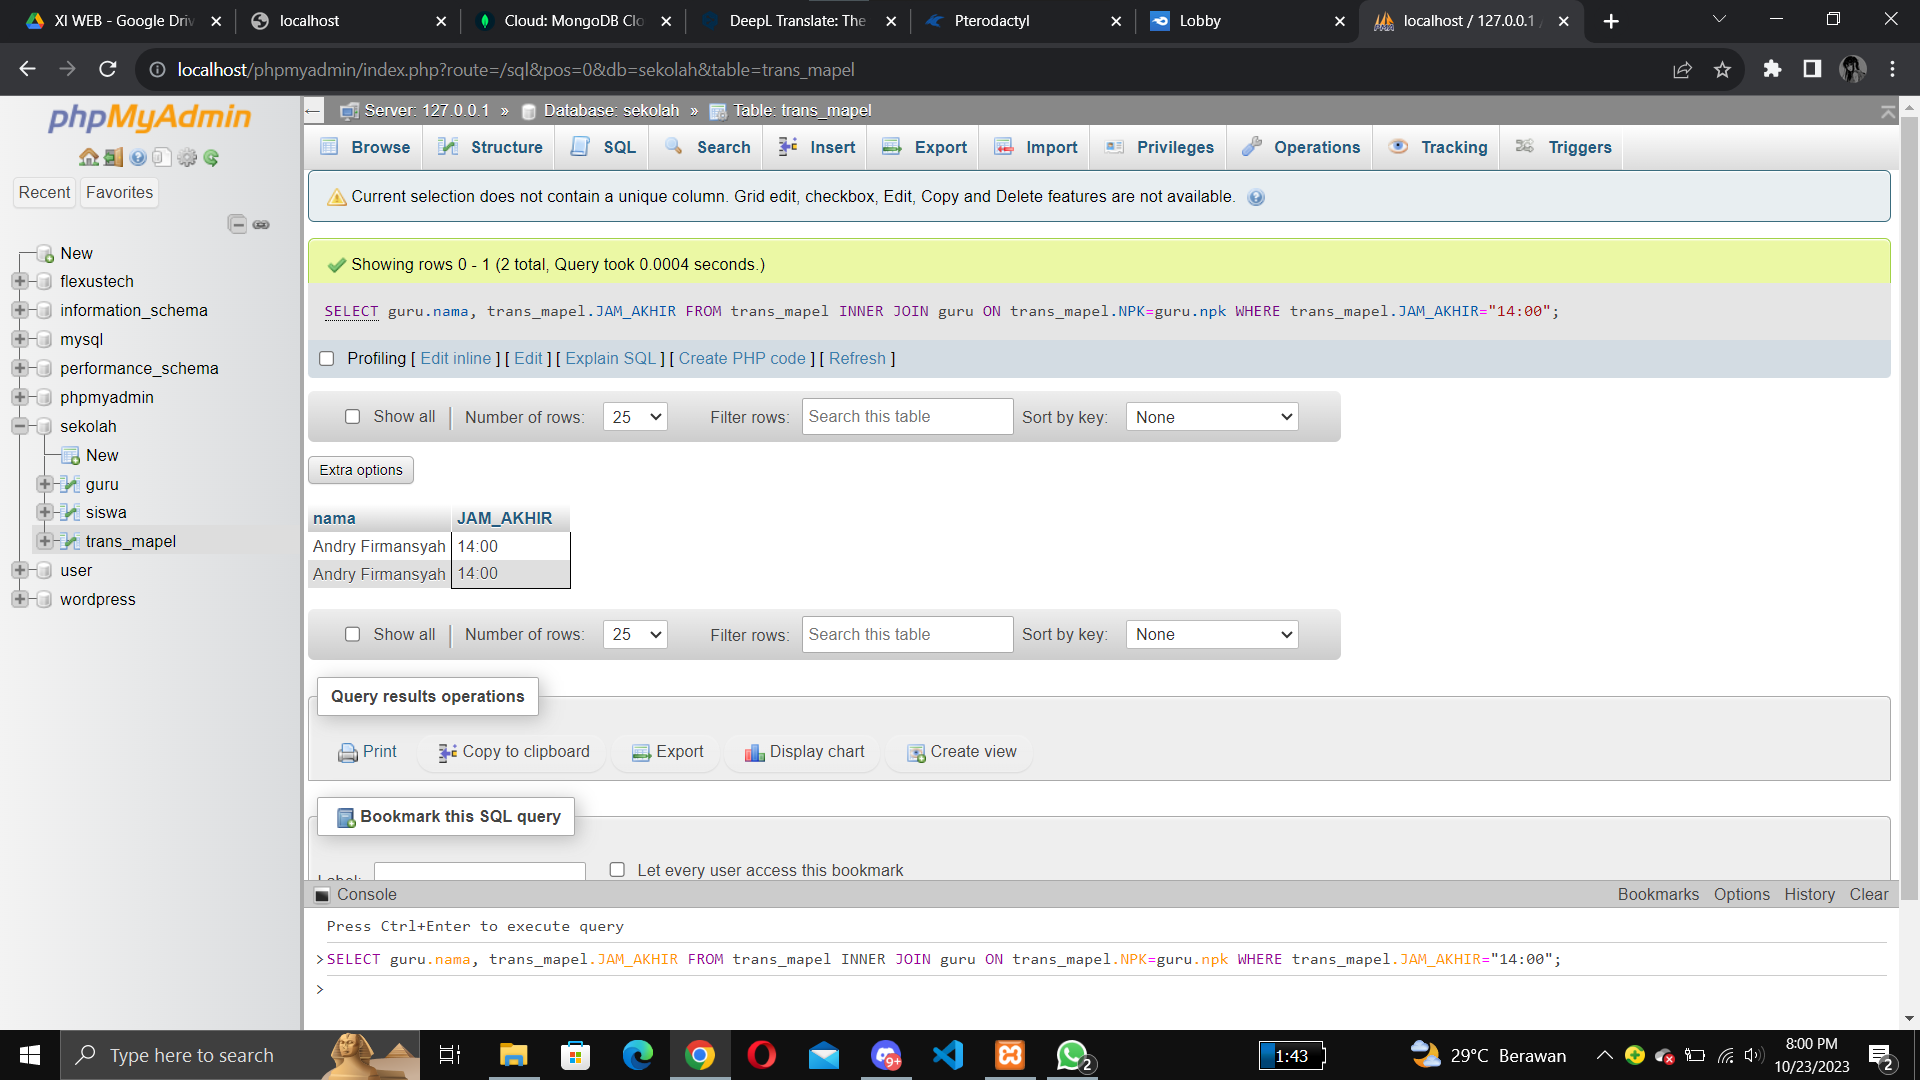 XI WEB - Google Driv
localhost
Cloud: MongoDB Clo
DeepL Translate: The
Pterodactyl
Lobby
localhost / 127.0.0.1 /
localhost/phpmyadmin/index.php?route=/sql&pos=0&db=sekolah&table=trans_mapel
phpMyAdmin
Recent
Favorites
New
flexustech
information_schema
mysql
performance_schema
phpmyadmin
sekolah
New
guru
siswa
trans_mapel
user
wordpress
Server: 127.0.0.1 » Database: sekolah » Table: trans_mapel
Browse Structure SQL Search Insert Export Import Privileges Operations Tracking Triggers
Current selection does not contain a unique column. Grid edit, checkbox, Edit, Copy and Delete features are not available.
Showing rows 0 - 1 (2 total, Query took 0.0004 seconds.)
SELECT guru.nama, trans_mapel.JAM_AKHIR FROM trans_mapel INNER JOIN guru ON trans_mapel.NPK=guru.npk WHERE trans_mapel.JAM_AKHIR="14:00";
Profiling [ Edit inline ] [ Edit ] [ Explain SQL ] [ Create PHP code ] [ Refresh ]
Show all Number of rows: 25 Filter rows: Search this table Sort by key: None
Extra options
nama JAM_AKHIR
Andry Firmansyah 14:00
Andry Firmansyah 14:00
Show all Number of rows: 25 Filter rows: Search this table Sort by key: None
Query results operations
Print Copy to clipboard Export Display chart Create view
Bookmark this SQL query
Label: Let every user access this bookmark
Console Bookmarks Options History Clear
Press Ctrl+Enter to execute query
>SELECT guru.nama, trans_mapel.JAM_AKHIR FROM trans_mapel INNER JOIN guru ON trans_mapel.NPK=guru.npk WHERE trans_mapel.JAM_AKHIR="14:00";
>
Type here to search
9+
2
1:43
29°C Berawan
8:00 PM
10/23/2023
2